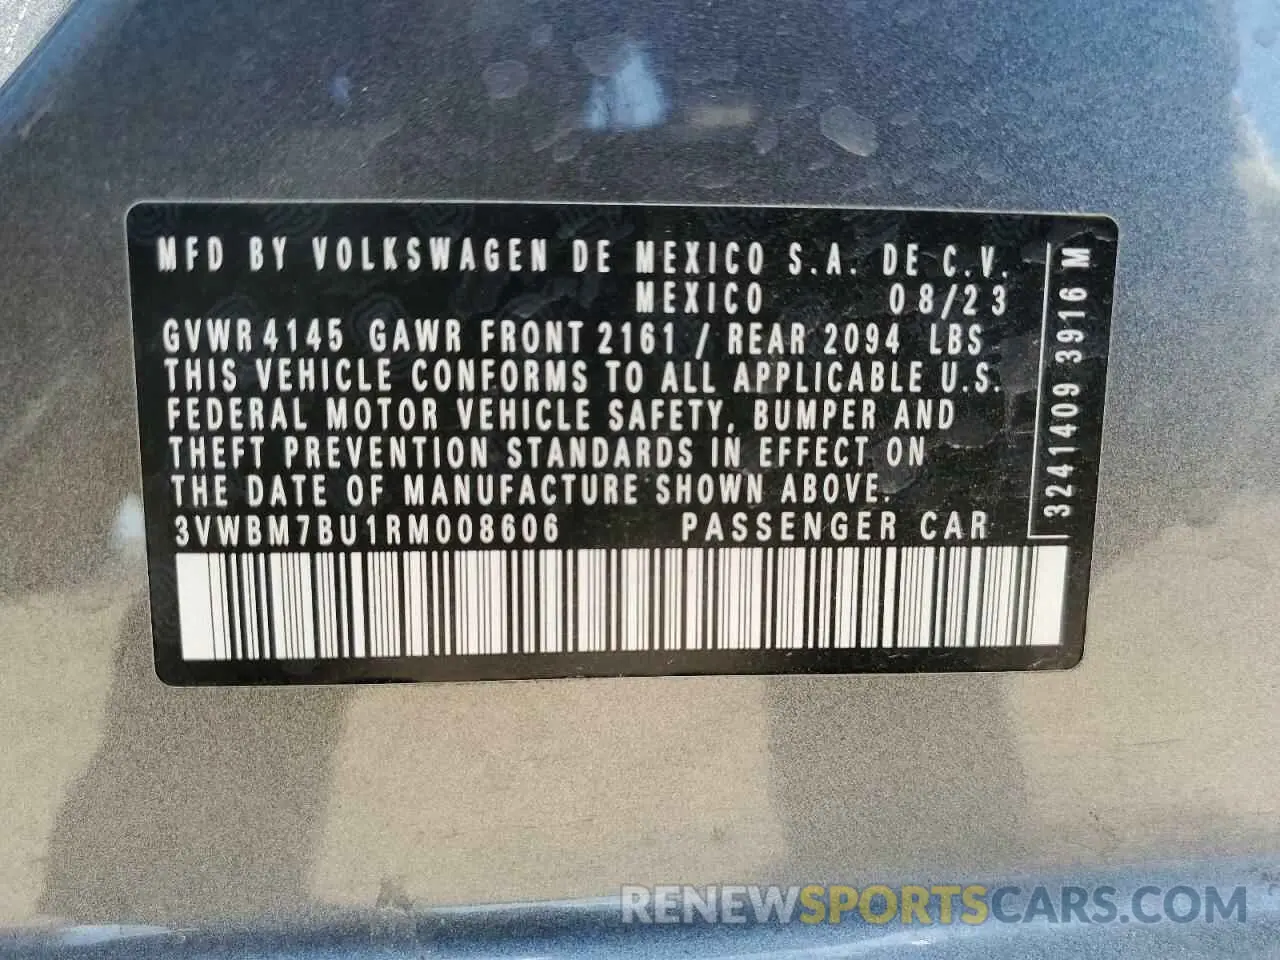 MFD BY VOLKSWAGEN DE MEXICO S.A. DE C.V.
MEXICO 08/23
GVWR 4145 GAWR FRONT 2161 / REAR 2094 LBS
THIS VEHICLE CONFORMS TO ALL APPLICABLE U.S.
FEDERAL MOTOR VEHICLE SAFETY, BUMPER AND
THEFT PREVENTION STANDARDS IN EFFECT ON
THE DATE OF MANUFACTURE SHOWN ABOVE.
3VWBM7BU1RM008606 PASSENGER CAR
3241409 3916 M
RENEWSPORTSCARS.COM